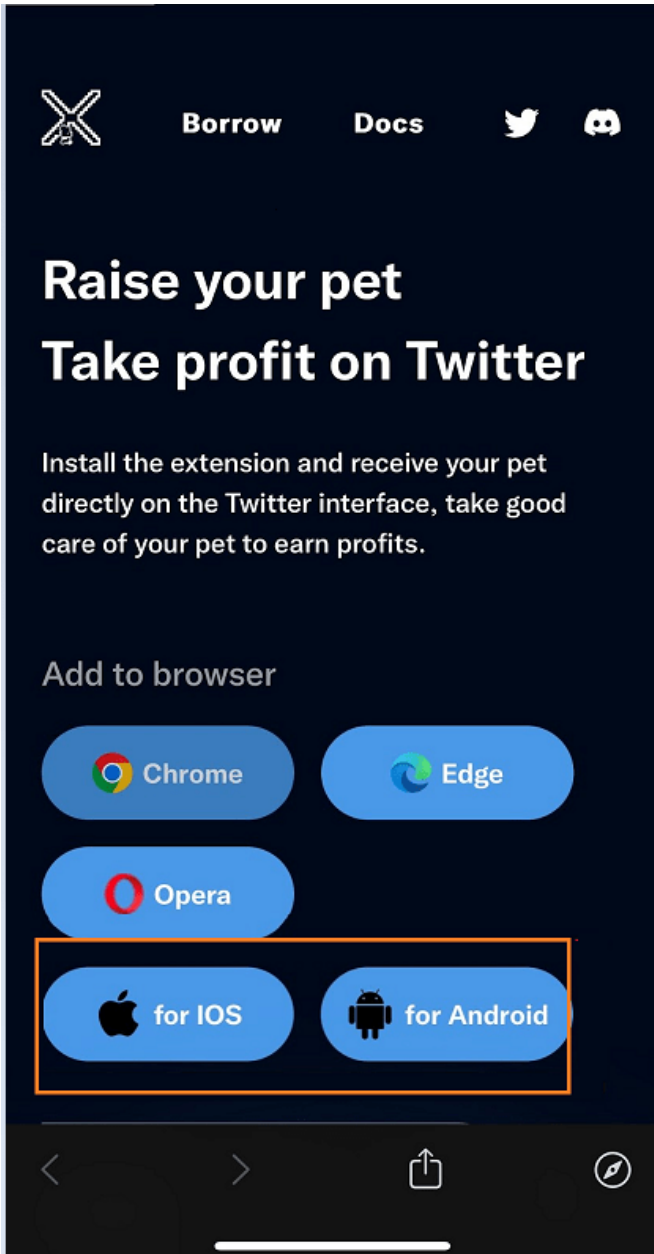 Borrow Docs
Raise your pet
Take profit on Twitter
Install the extension and receive your pet
directly on the Twitter interface, take good
care of your pet to earn profits.
Add to browser
Chrome Edge
Opera
for IOS for Android